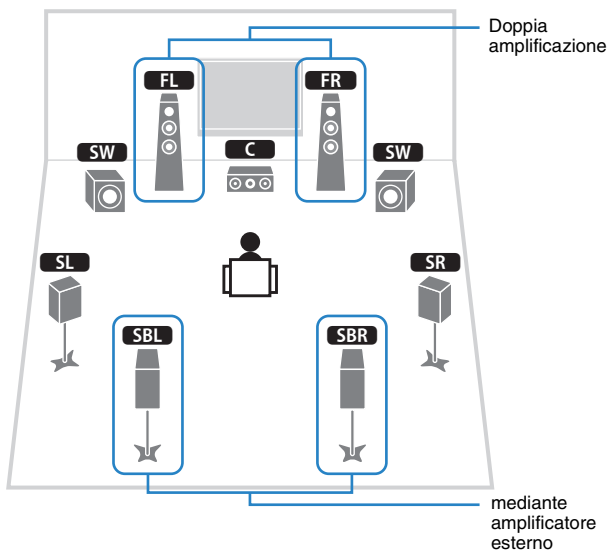 Doppia
amplificazione
FL
FR
SW
C
SW
SL
SR
SBL
SBR
mediante
amplificatore
esterno